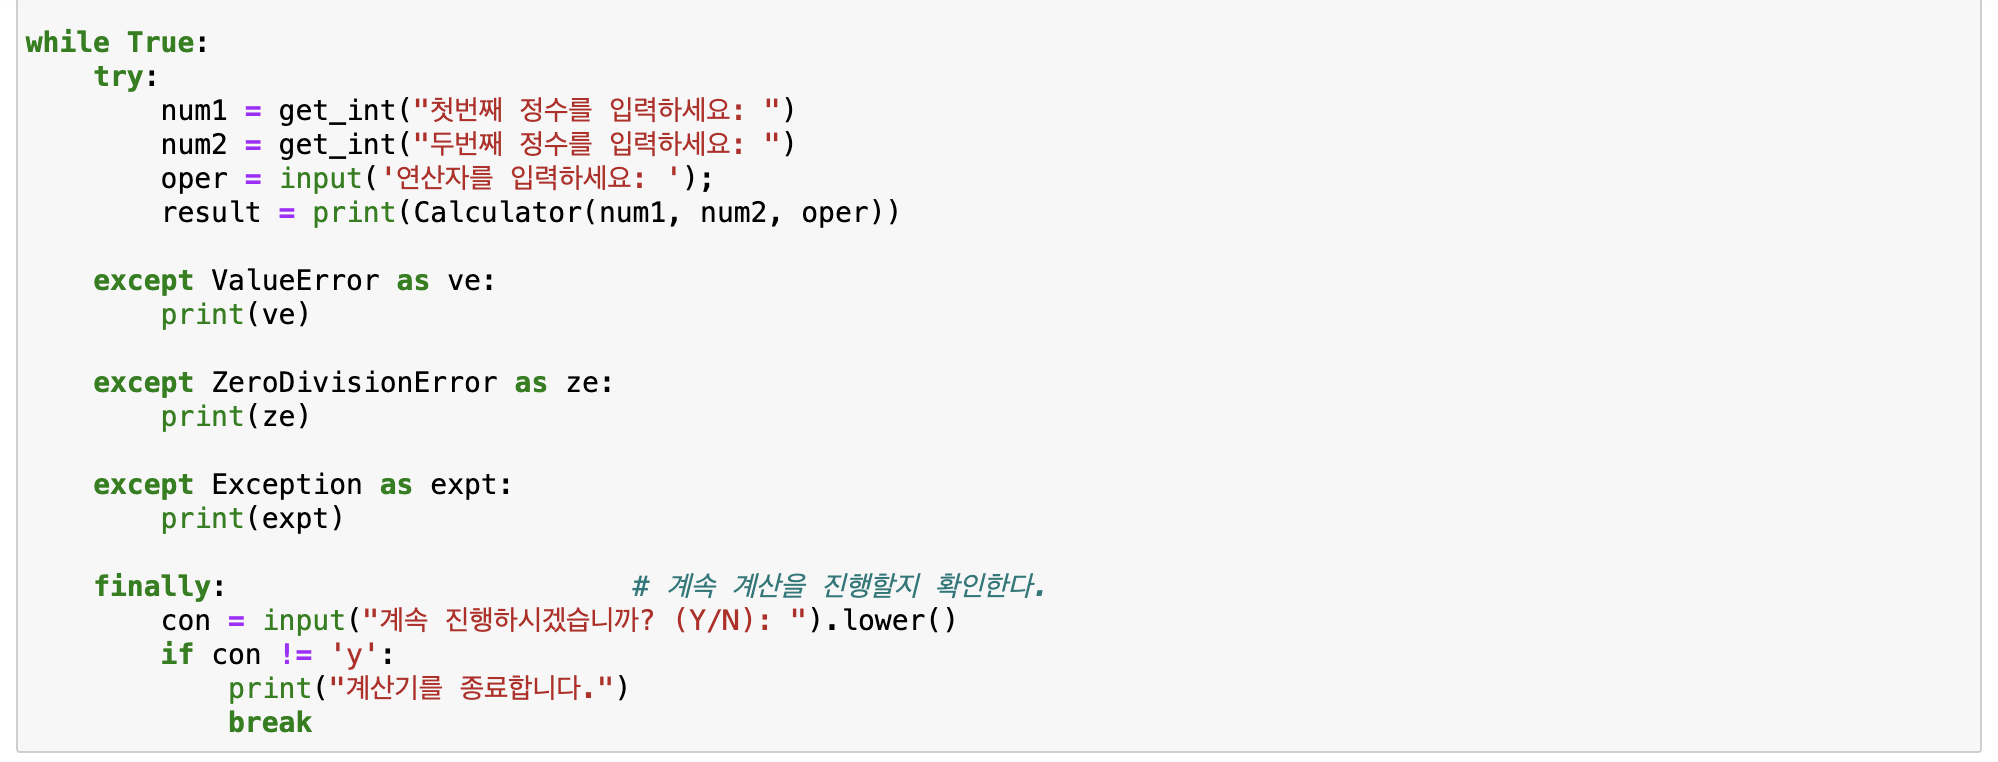 while True:
    try:
        num1 = get_int("첫번째 정수를 입력하세요: ")
        num2 = get_int("두번째 정수를 입력하세요: ")
        oper = input('연산자를 입력하세요: ');
        result = print(Calculator(num1, num2, oper))
    except ValueError as ve:
        print(ve)
    except ZeroDivisionError as ze:
        print(ze)
    except Exception as expt:
        print(expt)
    finally:                        # 계속 계산을 진행할지 확인한다.
        con = input("계속 진행하시겠습니까? (Y/N): ").lower()
        if con != 'y':
            print("계산기를 종료합니다.")
            break